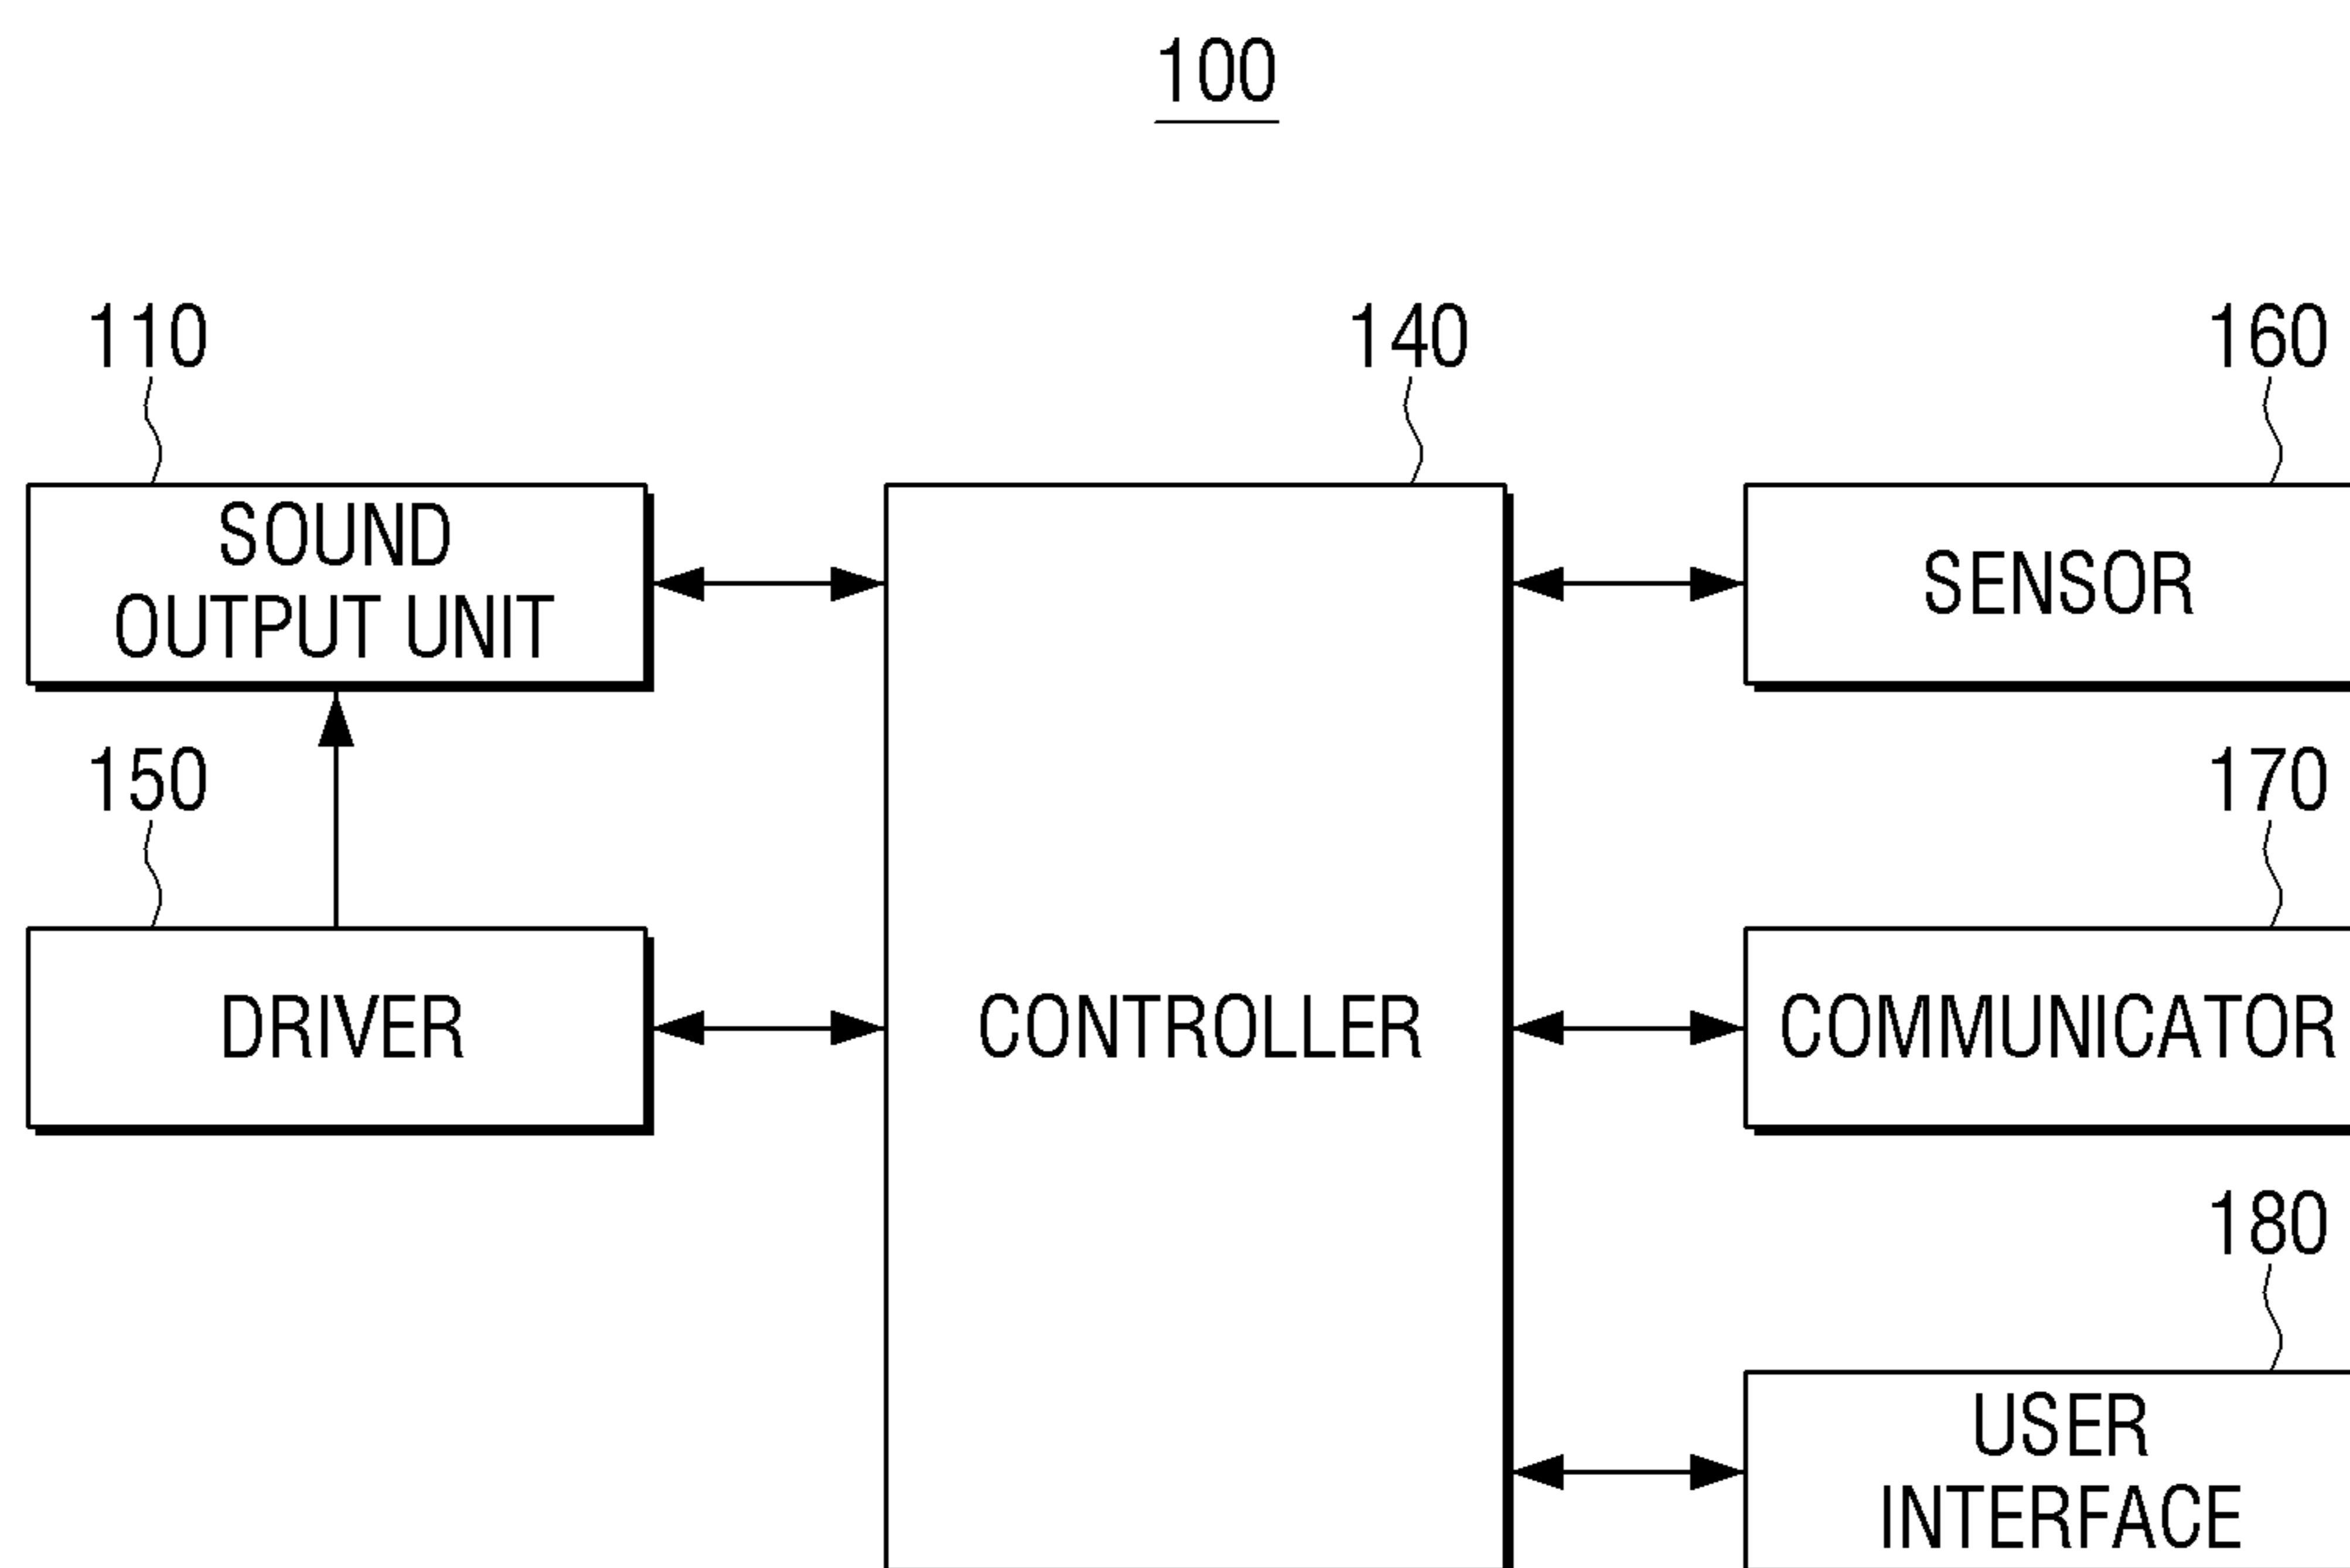 100
110
140
160
SOUND
OUTPUT UNIT
SENSOR
150
170
DRIVER
CONTROLLER
COMMUNICATOR
180
USER
INTERFACE